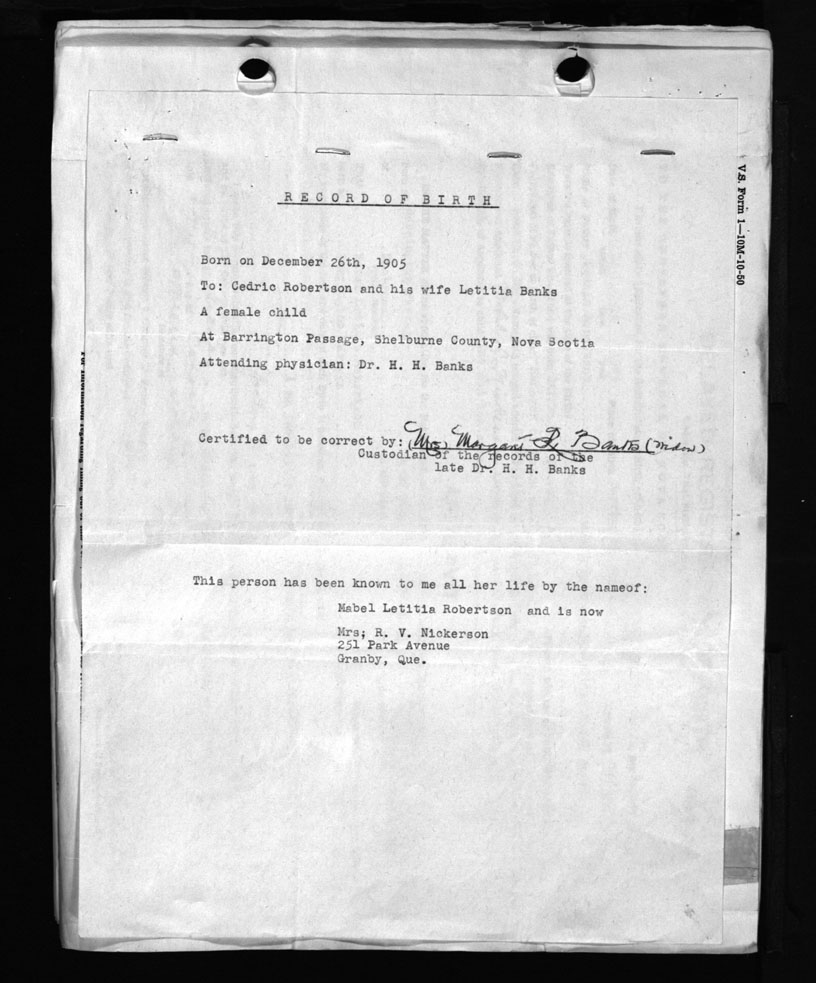 RECORD OF BIRTH
V.S. Form 1—10M-10-50
Born on December 26th, 1905
To: Cedric Robertson and his wife Letitia Banks
A female child
At Barrington Passage, Shelburne County, Nova Scotia
Attending physician: Dr. H. H. Banks
Certified to be correct by: (Mrs) Margaret R. Banks (widow)
Custodian of the records of the
late Dr. H. H. Banks
This person has been known to me all her life by the nameof:
Mabel Letitia Robertson and is now
Mrs; R. V. Nickerson
251 Park Avenue
Granby, Que.